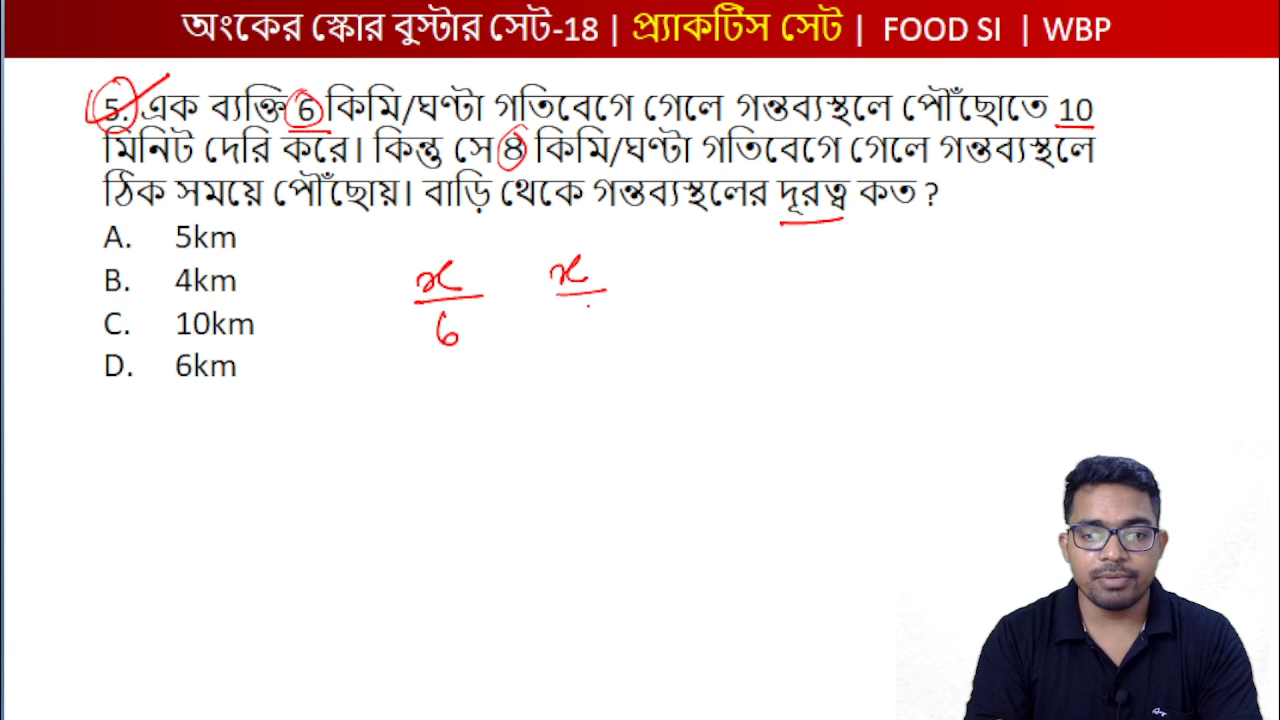 অংকের স্কোর বুস্টার সেট-18 | প্র্যাকটিস সেট | FOOD SI | WBP
5. এক ব্যক্তি 6 কিমি/ঘণ্টা গতিবেগে গেলে গন্তব্যস্থলে পৌঁছোতে 10
মিনিট দেরি করে। কিন্তু সে ৪ কিমি/ঘণ্টা গতিবেগে গেলে গন্তব্যস্থলে
ঠিক সময়ে পৌঁছোয়। বাড়ি থেকে গন্তব্যস্থলের দূরত্ব কত ?
A. 5km
B. 4km
C. 10km
D. 6km
x x
6